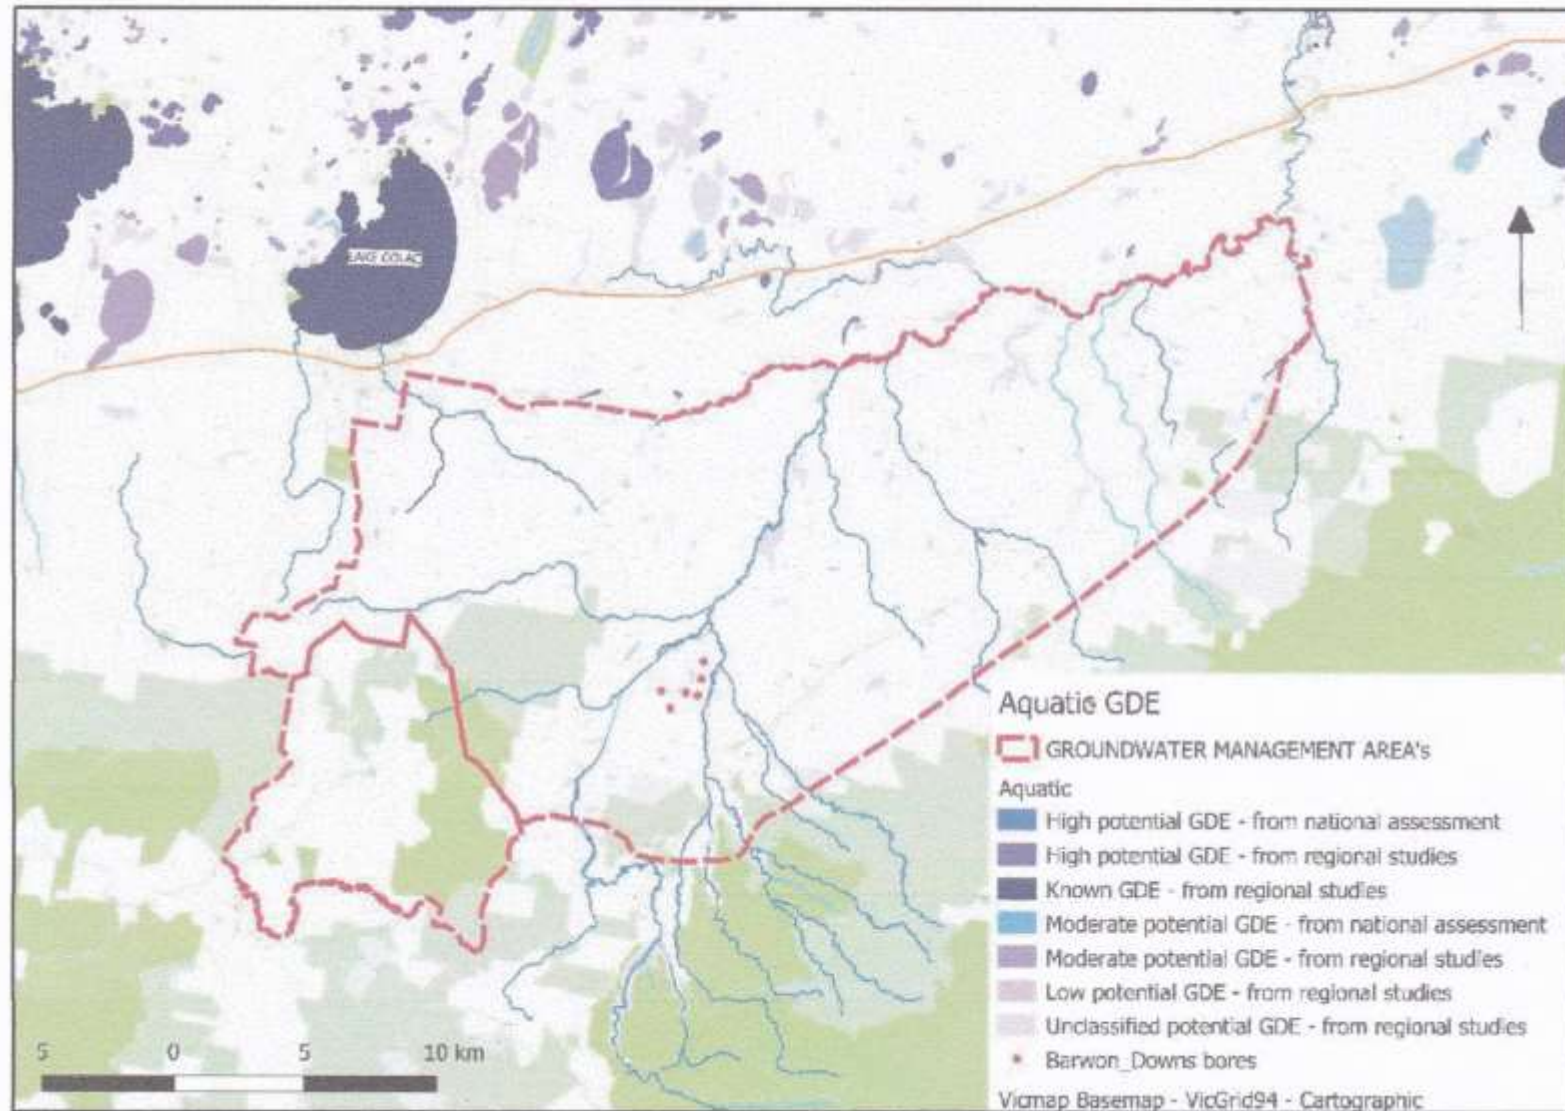 LAKE COLAC
Aquatic GDE
GROUNDWATER MANAGEMENT AREA's
Aquatic
High potential GDE - from national assessment
High potential GDE - from regional studies
Known GDE - from regional studies
Moderate potential GDE - from national assessment
Moderate potential GDE - from regional studies
Low potential GDE - from regional studies
Unclassified potential GDE - from regional studies
Barwon_Downs bores
Vicmap Basemap - VicGrid94 - Cartographic
5 0 5 10 km